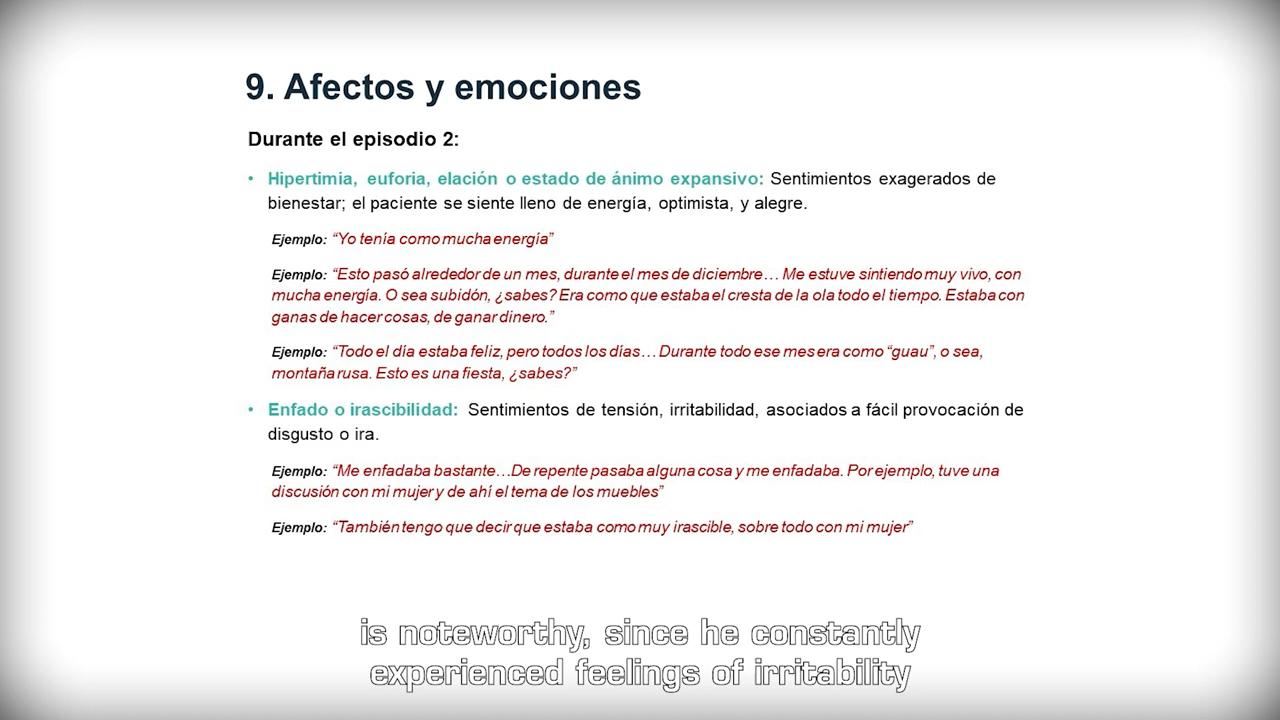 9. Afectos y emociones
Durante el episodio 2:
• Hipertimia, euforia, elación o estado de ánimo expansivo: Sentimientos exagerados de
bienestar; el paciente se siente lleno de energía, optimista, y alegre.
Ejemplo: “Yo tenía como mucha energía”
Ejemplo: “Esto pasó alrededor de un mes, durante el mes de diciembre… Me estuve sintiendo muy vivo, con
mucha energía. O sea subidón, ¿sabes? Era como que estaba el cresta de la ola todo el tiempo. Estaba con
ganas de hacer cosas, de ganar dinero.”
Ejemplo: “Todo el día estaba feliz, pero todos los días… Durante todo ese mes era como “guau”, o sea,
montaña rusa. Esto es una fiesta, ¿sabes?”
• Enfado o irascibilidad: Sentimientos de tensión, irritabilidad, asociados a fácil provocación de
disgusto o ira.
Ejemplo: “Me enfadaba bastante…De repente pasaba alguna cosa y me enfadaba. Por ejemplo, tuve una
discusión con mi mujer y de ahí el tema de los muebles”
Ejemplo: “También tengo que decir que estaba como muy irascible, sobre todo con mi mujer”
is noteworthy, since he constantly
experienced feelings of irritability